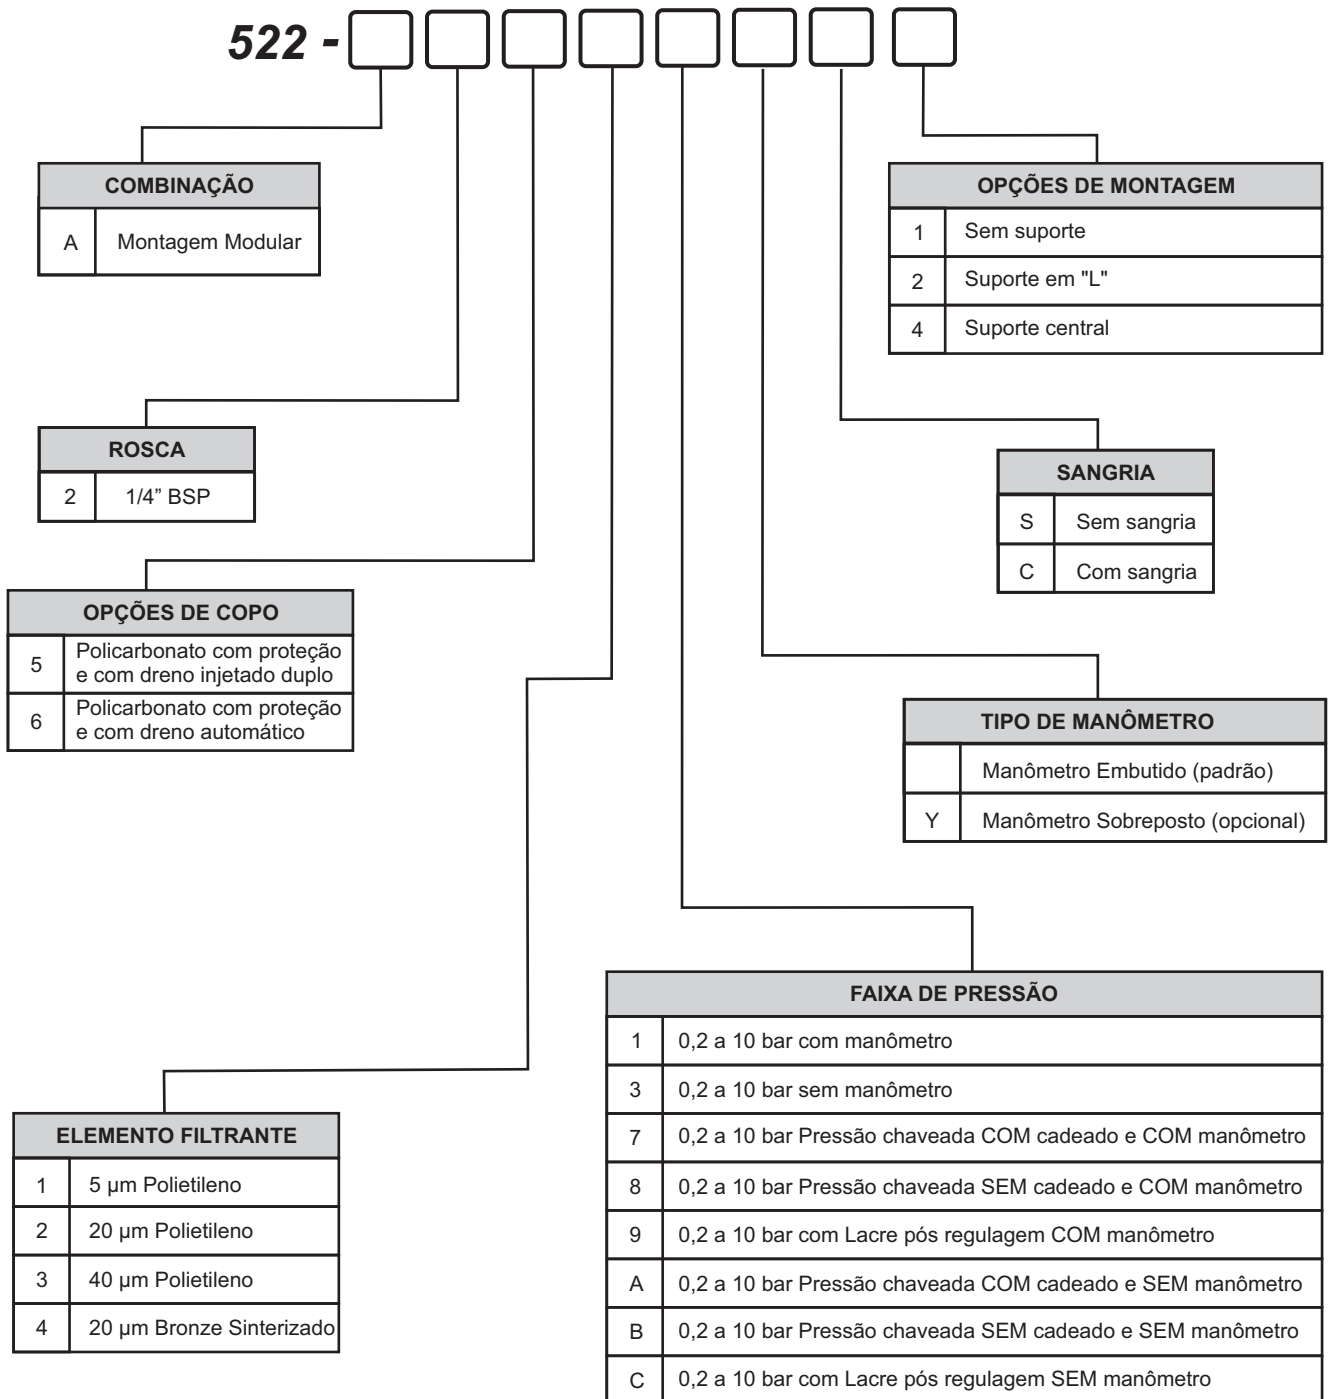 522 -
COMBINAÇÃO
A Montagem Modular
OPÇÕES DE MONTAGEM
1 Sem suporte
2 Suporte em "L"
4 Suporte central
ROSCA
2 1/4” BSP
SANGRIA
S Sem sangria
C Com sangria
OPÇÕES DE COPO
5 Policarbonato com proteção
e com dreno injetado duplo
6 Policarbonato com proteção
e com dreno automático
TIPO DE MANÔMETRO
Manômetro Embutido (padrão)
Y Manômetro Sobreposto (opcional)
FAIXA DE PRESSÃO
1 0,2 a 10 bar com manômetro
3 0,2 a 10 bar sem manômetro
7 0,2 a 10 bar Pressão chaveada COM cadeado e COM manômetro
8 0,2 a 10 bar Pressão chaveada SEM cadeado e COM manômetro
9 0,2 a 10 bar com Lacre pós regulagem COM manômetro
A 0,2 a 10 bar Pressão chaveada COM cadeado e SEM manômetro
B 0,2 a 10 bar Pressão chaveada SEM cadeado e SEM manômetro
C 0,2 a 10 bar com Lacre pós regulagem SEM manômetro
ELEMENTO FILTRANTE
1 5 µm Polietileno
2 20 µm Polietileno
3 40 µm Polietileno
4 20 µm Bronze Sinterizado